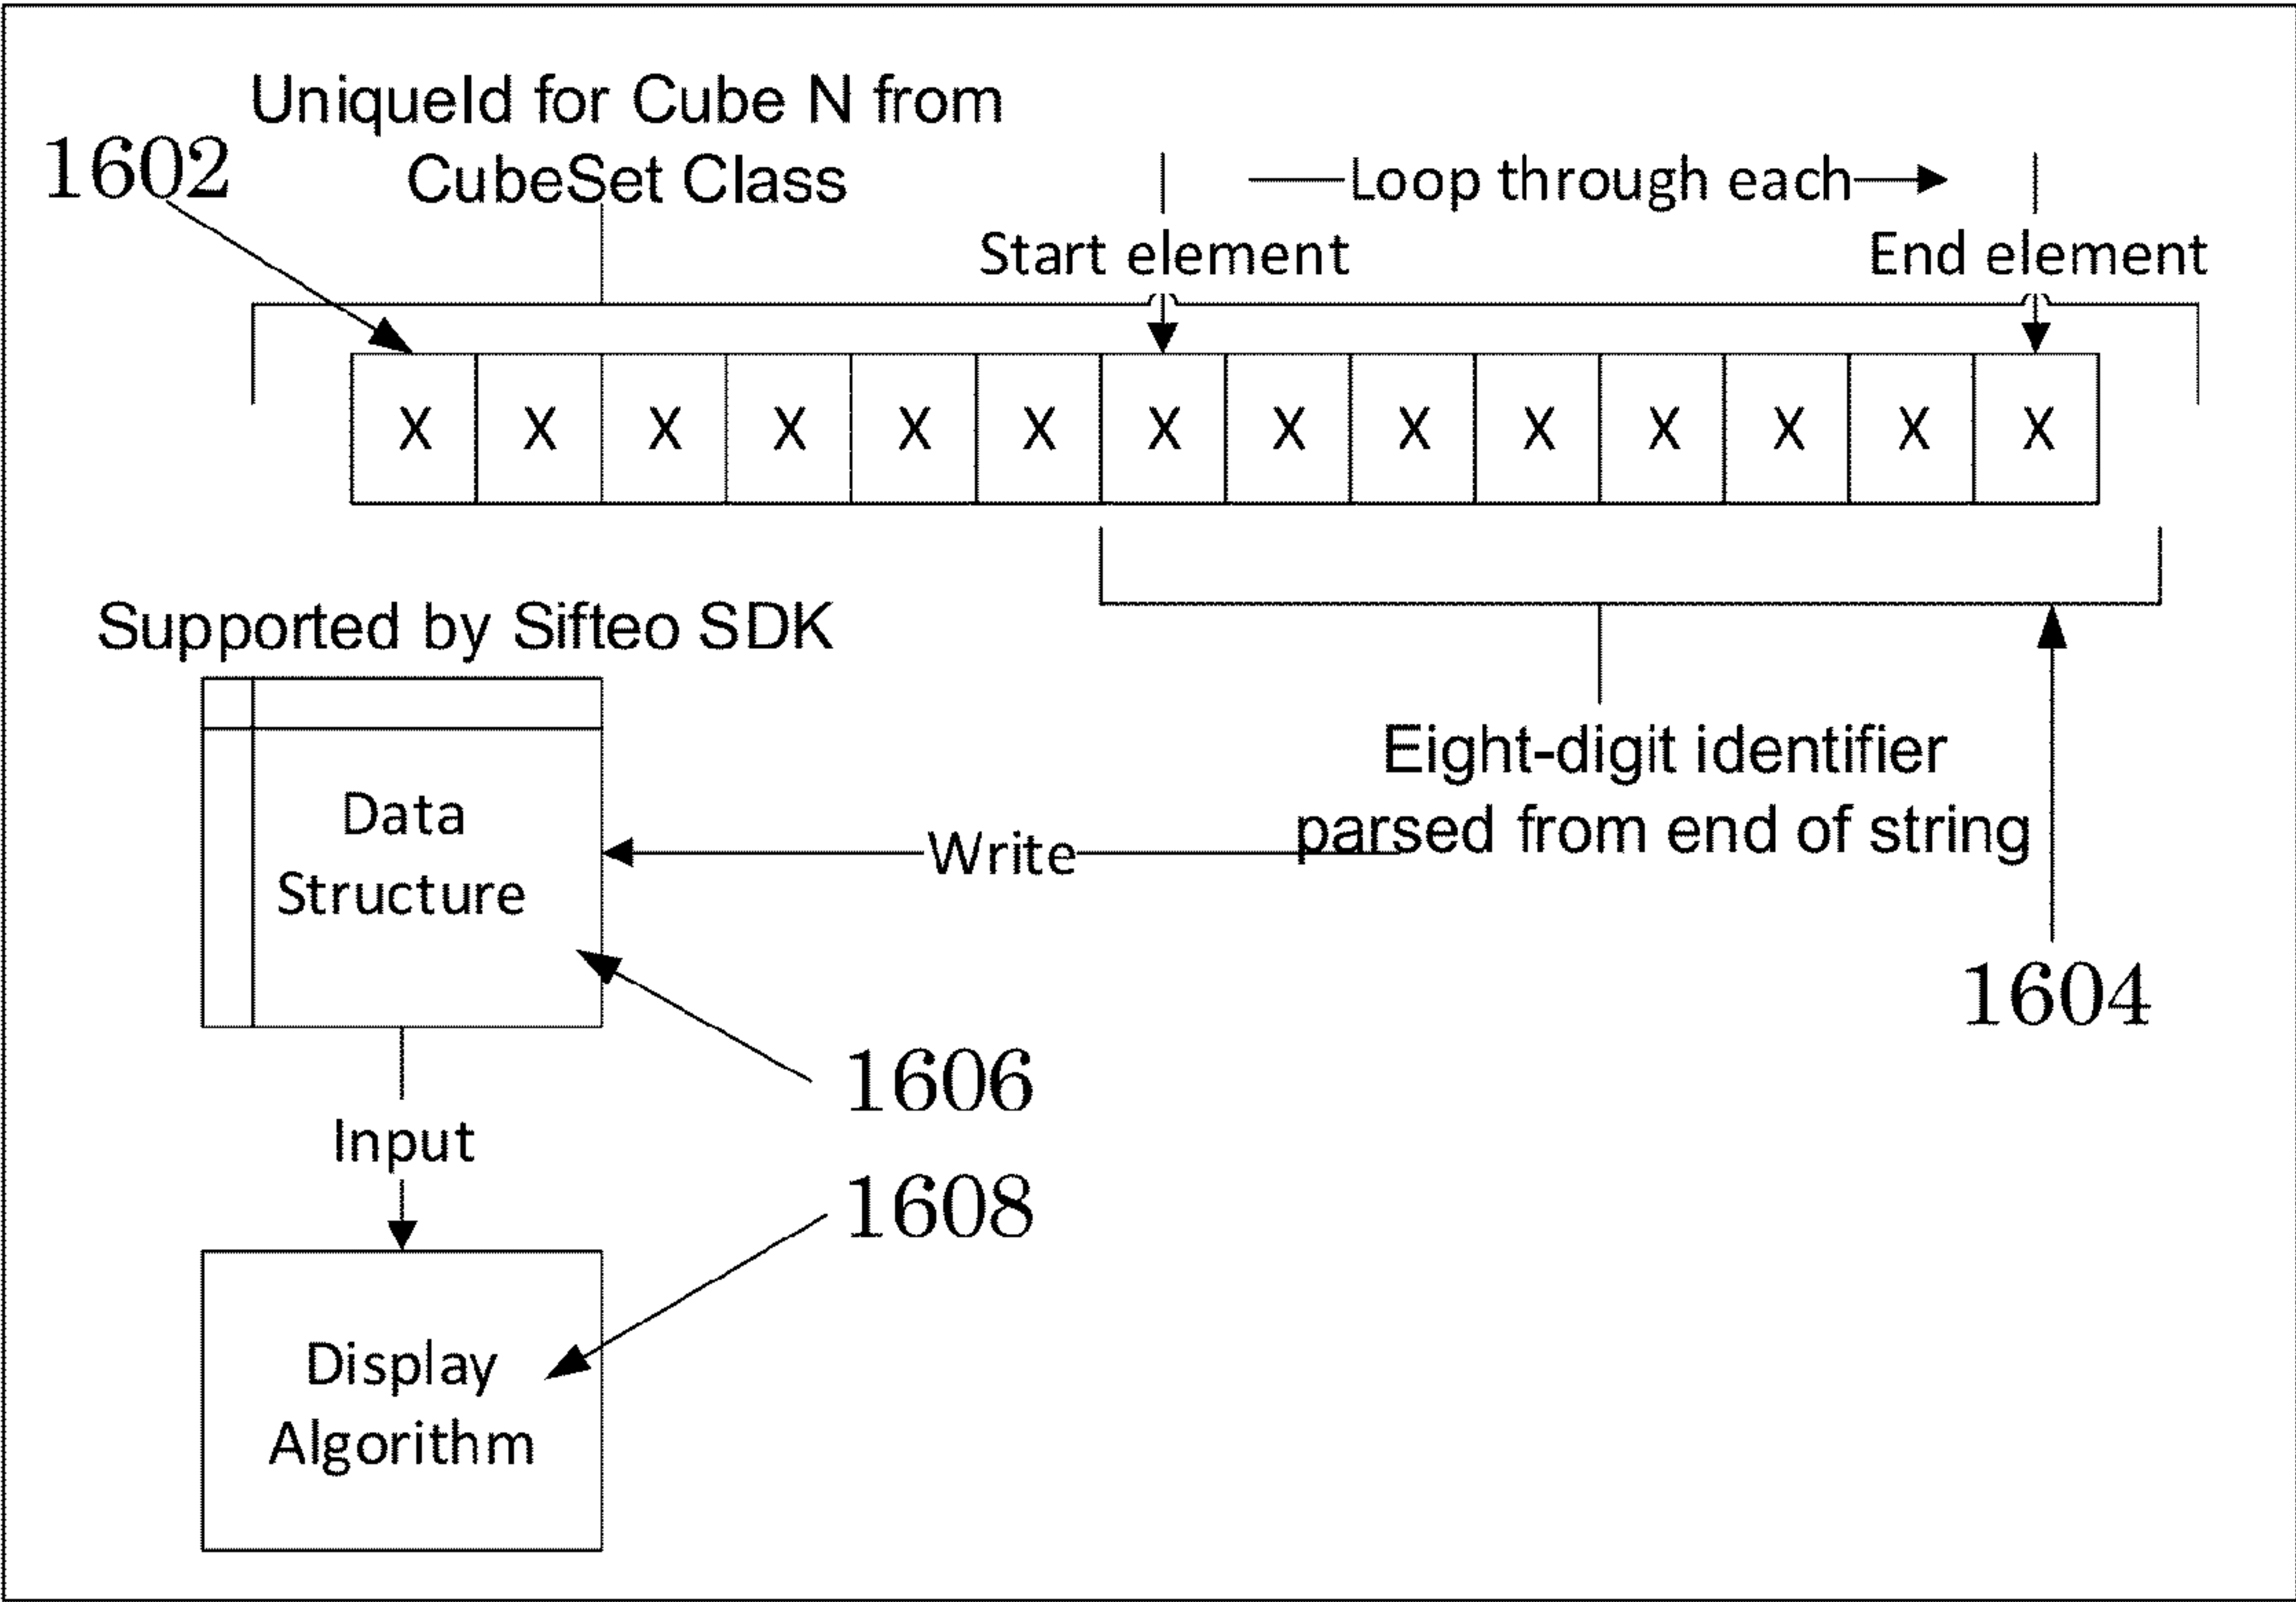 UniqueId for Cube N from
CubeSet Class
1602
Loop through each
Start element
End element
X X X X X X X X X X X X X X
Supported by Sifteo SDK
Eight-digit identifier
parsed from end of string
Data
Structure
Write
1604
1606
Input
1608
Display
Algorithm